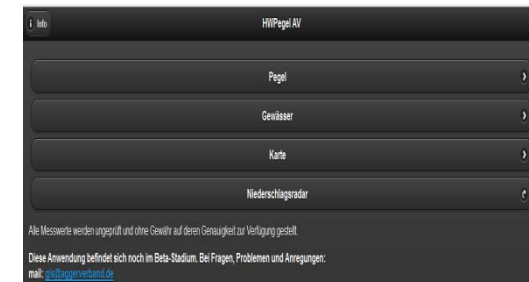 i Info
HWPegel AV
Pegel
Gewässer
Karte
Niederschlagsradar
Alle Messwerte werden ungeprüft und ohne Gewähr auf deren Genauigkeit zur Verfügung gestellt.
Diese Anwendung befindet sich noch im Beta-Stadium. Bei Fragen, Problemen und Anregungen:
mail: gis@aggerverband.de